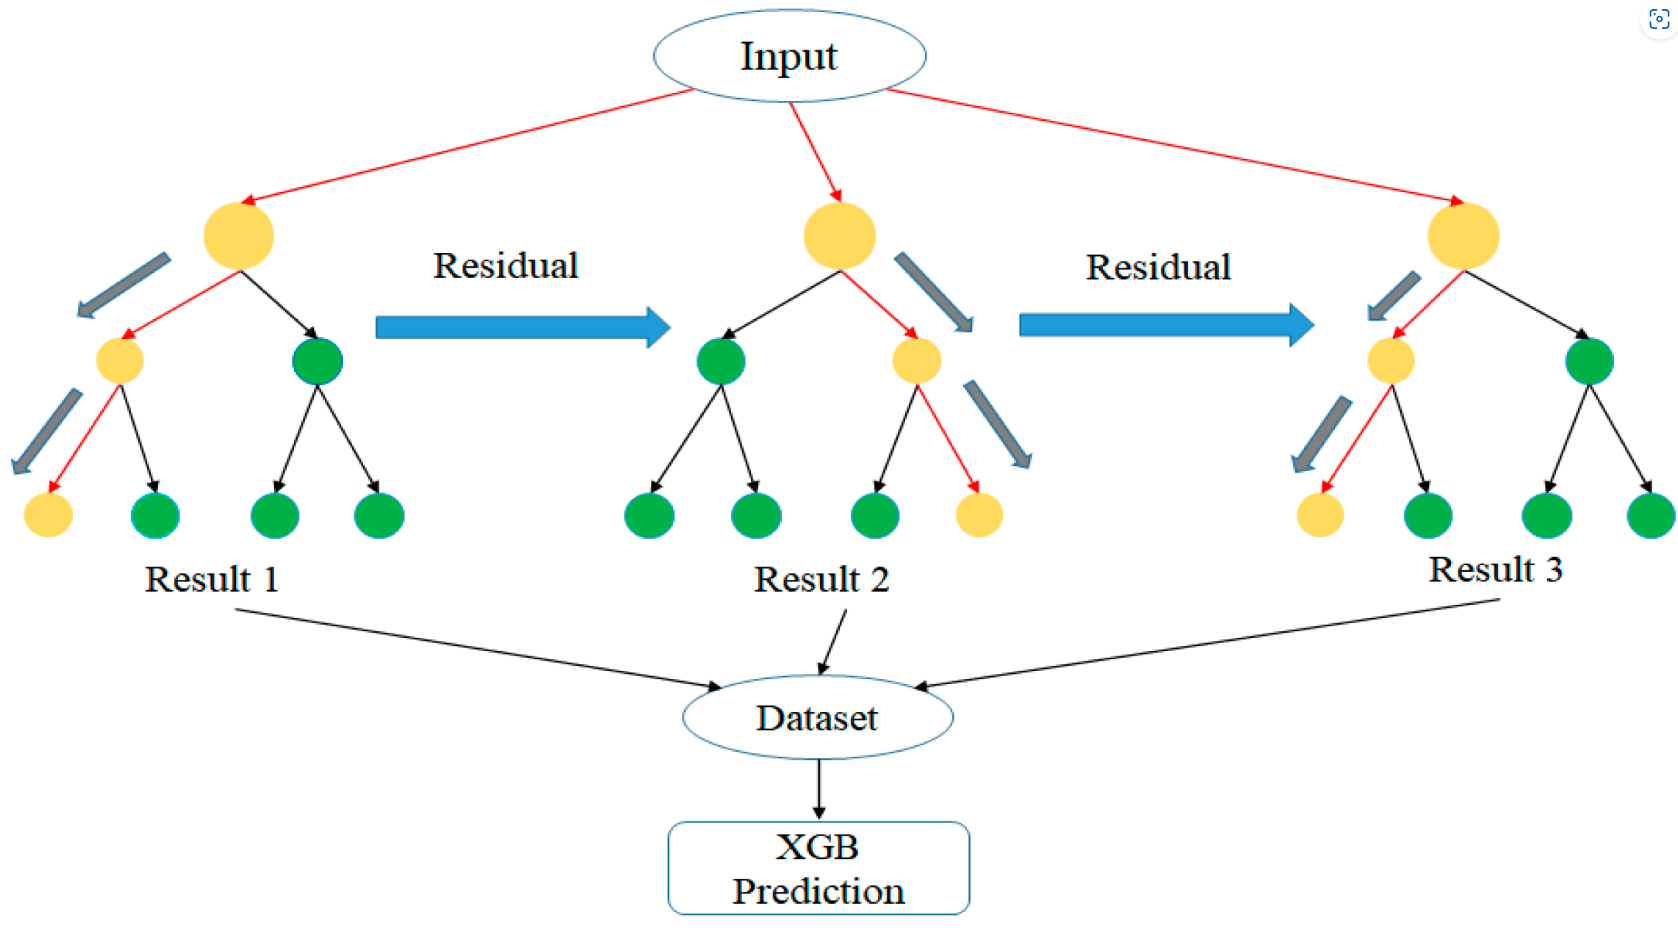 Input
Residual
Residual
Result 1
Result 2
Result 3
Dataset
XGB
Prediction